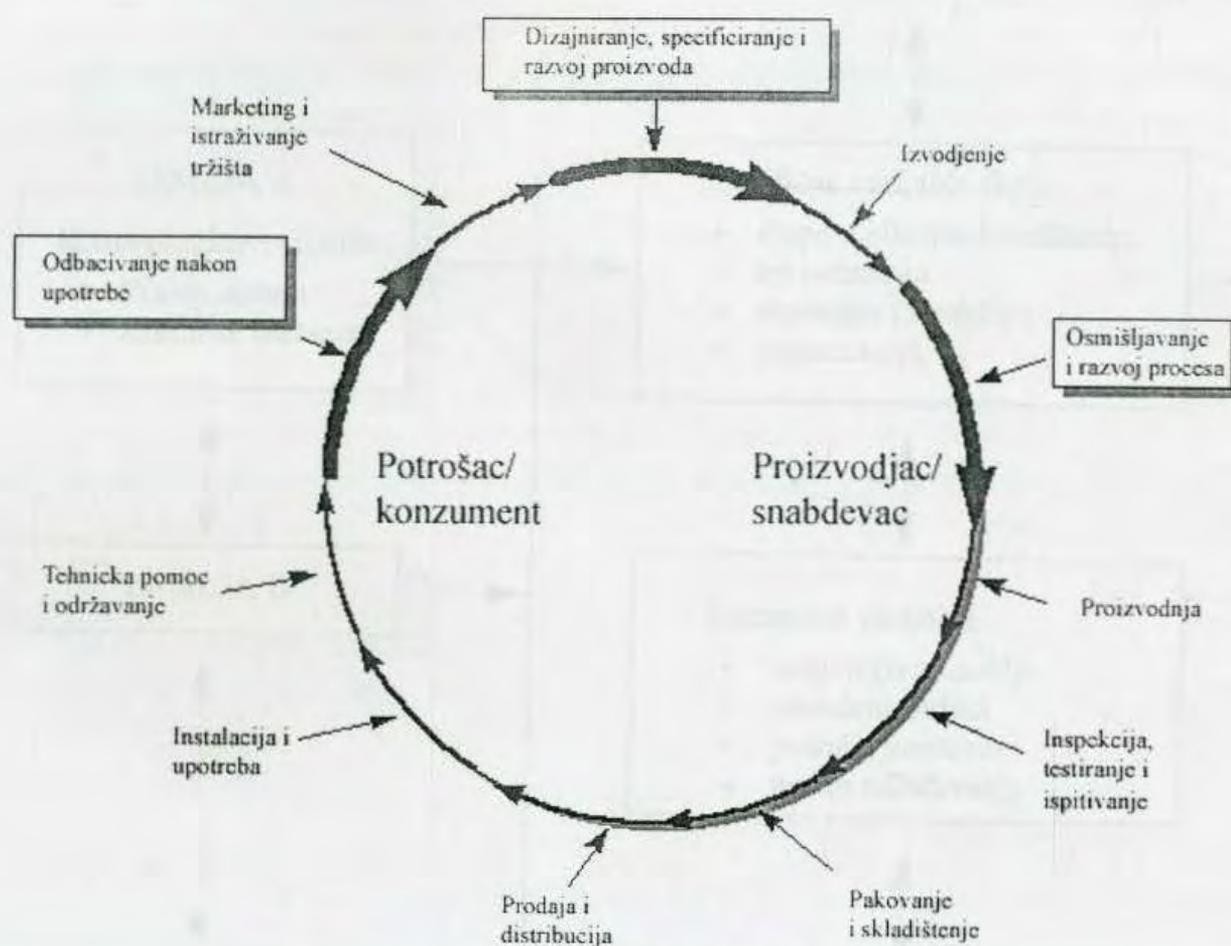 Dizajniranje, specificiranje i
razvoj proizvoda
Marketing i
istraživanje
tržišta
Izvodjenje
Odbacivanje nakon
upotrebe
Osmišljavanje
i razvoj procesa
Potrošac/
konzument
Proizvodjac/
snabdevac
Tehnicka pomoc
i održavanje
Proizvodnja
Instalacija i
upotreba
Inspekcija,
testiranje i
ispitivanje
Prodaja i
distribucija
Pakovanje
i skladištenje